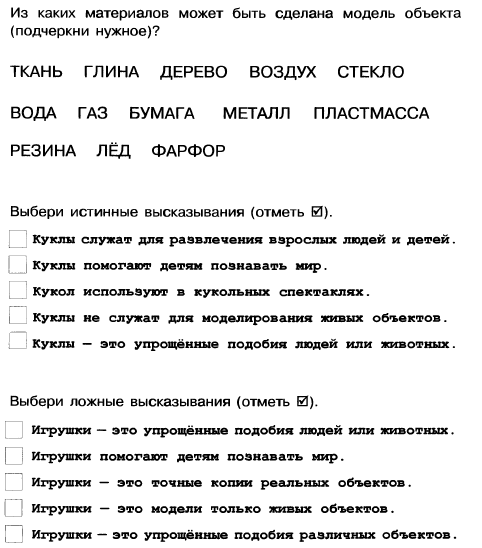 Из каких материалов может быть сделана модель объекта
(подчеркни нужное)?
ТКАНЬ ГЛИНА ДЕРЕВО ВОЗДУХ СТЕКЛО
ВОДА ГАЗ БУМАГА МЕТАЛЛ ПЛАСТМАССА
РЕЗИНА ЛЁД ФАРФОР
Выбери истинные высказывания (отметь ☑).
Куклы служат для развлечения взрослых людей и детей.
Куклы помогают детям познавать мир.
Кукол используют в кукольных спектаклях.
Куклы не служат для моделирования живых объектов.
Куклы — это упрощённые подобия людей или животных.
Выбери ложные высказывания (отметь ☑).
Игрушки — это упрощённые подобия людей или животных.
Игрушки помогают детям познавать мир.
Игрушки — это точные копии реальных объектов.
Игрушки — это модели только живых объектов.
Игрушки — это упрощённые подобия различных объектов.